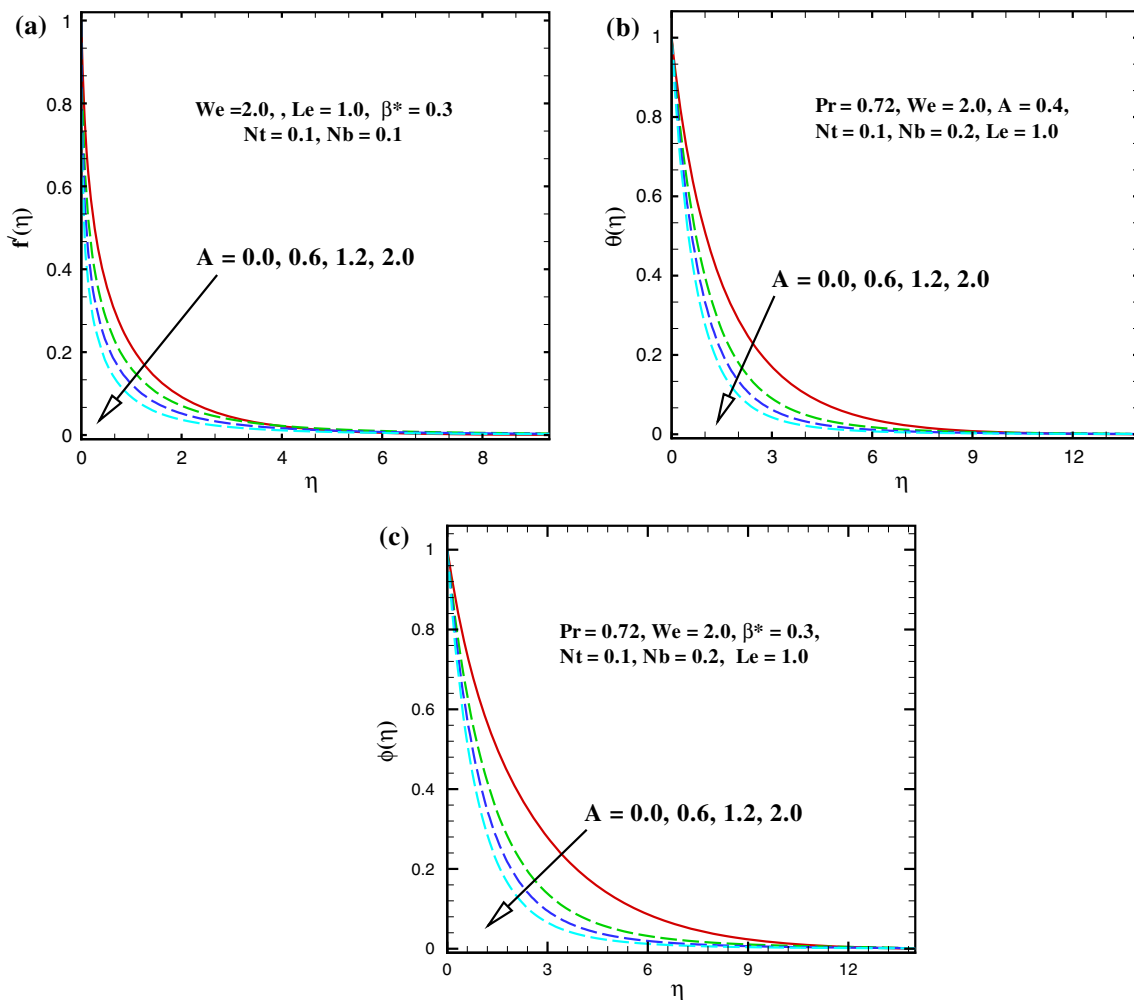 (a)
1
0.8
0.6
0.4
0.2
0
f′(η)
We =2.0, , Le = 1.0, β* = 0.3
Nt = 0.1, Nb = 0.1
A = 0.0, 0.6, 1.2, 2.0
0 2 4 6 8
η
(b)
1
0.8
0.6
0.4
0.2
0
θ(η)
Pr = 0.72, We = 2.0, A = 0.4,
Nt = 0.1, Nb = 0.2, Le = 1.0
A = 0.0, 0.6, 1.2, 2.0
0 3 6 9 12
η
(c)
1
0.8
0.6
0.4
0.2
0
ϕ(η)
Pr = 0.72, We = 2.0, β* = 0.3,
Nt = 0.1, Nb = 0.2, Le = 1.0
A = 0.0, 0.6, 1.2, 2.0
0 3 6 9 12
η